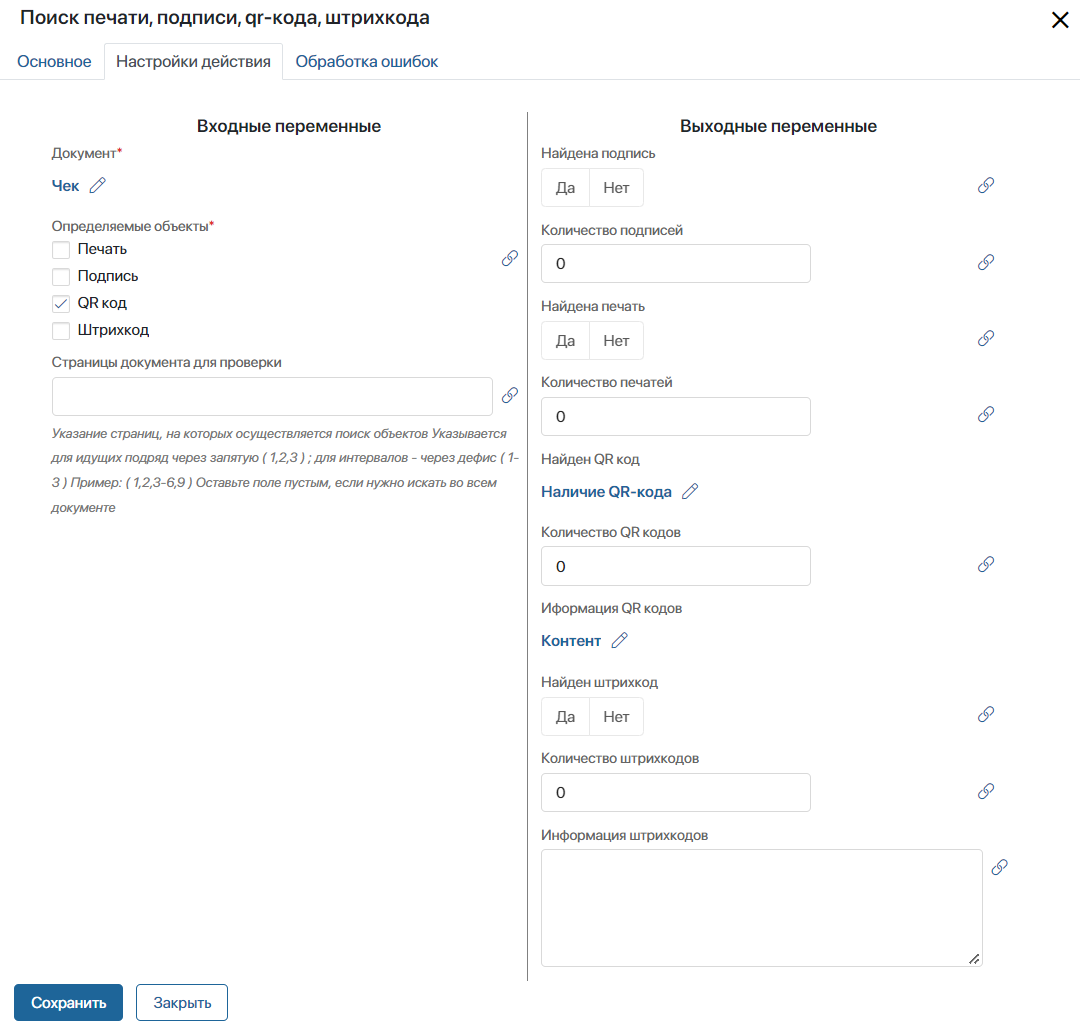 Поиск печати, подписи, qr-кода, штрихкода
Основное
Настройки действия
Обработка ошибок
Входные переменные
Документ*
Чек
Определяемые объекты*
Печать
Подпись
QR код
Штрихкод
Страницы документа для проверки
Указание страниц, на которых осуществляется поиск объектов Указывается
для идущих подряд через запятую ( 1,2,3 ) ; для интервалов - через дефис ( 1-
3 ) Пример: ( 1,2,3-6,9 ) Оставьте поле пустым, если нужно искать во всем
документе
Выходные переменные
Найдена подпись
Да Нет
Количество подписей
0
Найдена печать
Да Нет
Количество печатей
0
Найден QR код
Наличие QR-кода
Количество QR кодов
0
Иформация QR кодов
Контент
Найден штрихкод
Да Нет
Количество штрихкодов
0
Информация штрихкодов
Сохранить
Закрыть